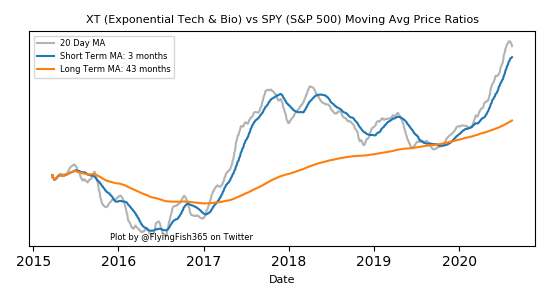 XT (Exponential Tech & Bio) vs SPY (S&P 500) Moving Avg Price Ratios
20 Day MA
Short Term MA: 3 months
Long Term MA: 43 months
Plot by @FlyingFish365 on Twitter
2015 2016 2017 2018 2019 2020
Date